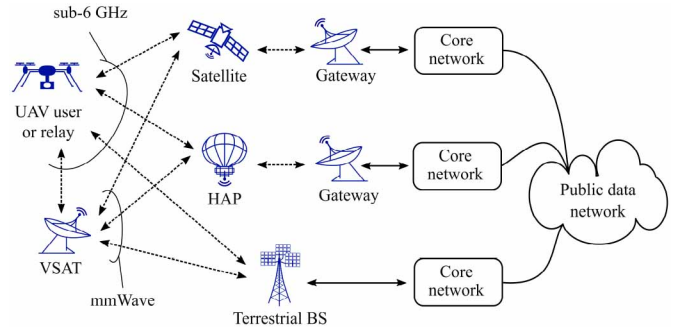 sub-6 GHz
Satellite
Gateway
Core
network
UAV user
or relay
HAP
Gateway
Core
network
Public data
network
VSAT
mmWave
Terrestrial BS
Core
network